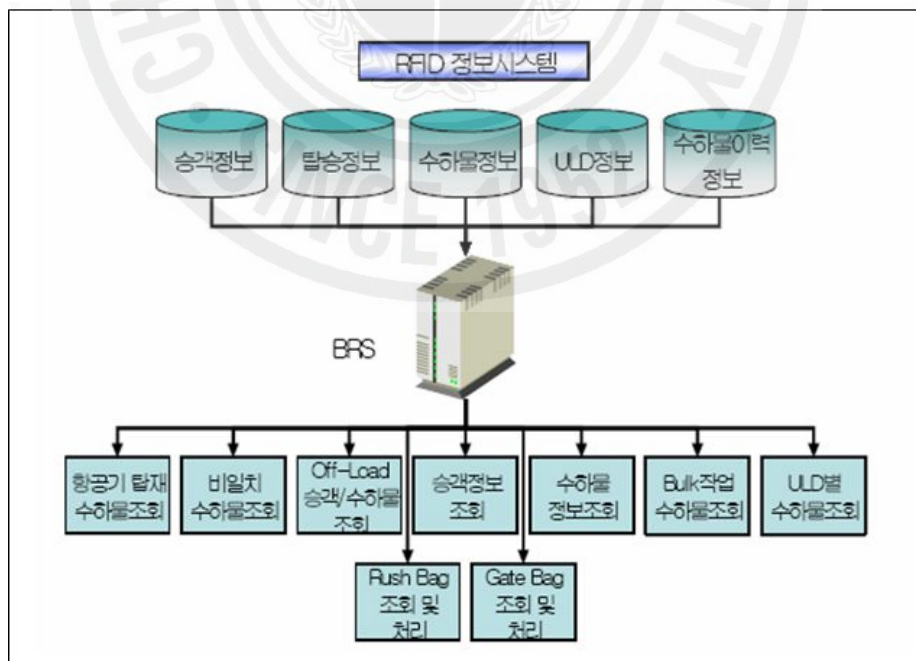 RFID 정보시스템
승객정보
탑승정보
수하물정보
ULD정보
수하물이력
정보
BRS
항공기 탑재
수하물조회
비일치
수하물조회
Off-Load
승객/수하물
조회
승객정보
조회
수하물
정보조회
Bulk작업
수하물조회
ULD별
수하물조회
Rush Bag
조회 및
처리
Gate Bag
조회 및
처리
SINCE 1952